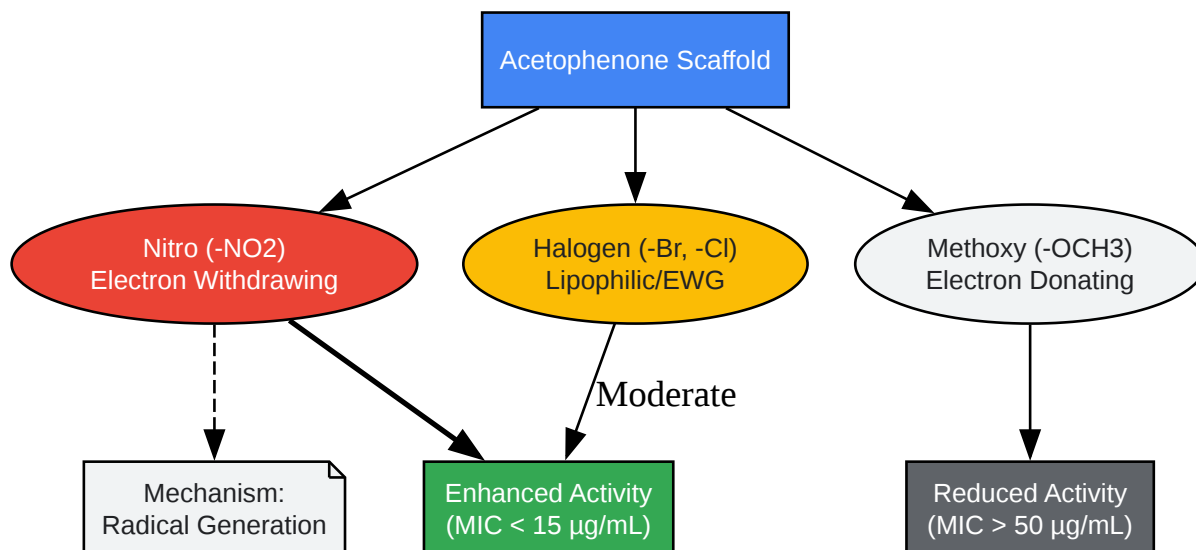 Acetophenone Scaffold
Nitro (-NO2)
Electron Withdrawing
Halogen (-Br, -Cl)
Lipophilic/EWG
Methoxy (-OCH3)
Electron Donating
Moderate
Mechanism:
Radical Generation
Enhanced Activity
(MIC < 15 µg/mL)
Reduced Activity
(MIC > 50 µg/mL)